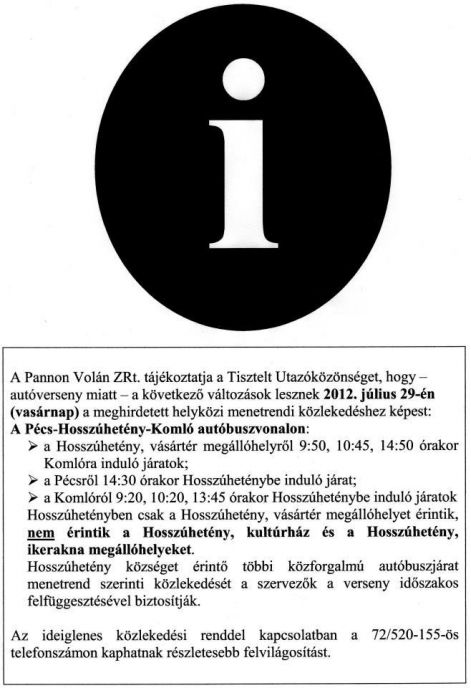 i
A Pannon Volán ZRt. tájékoztatja a Tisztelt Utazóközönséget, hogy –
autóverseny miatt – a következő változások lesznek 2012. július 29-én
(vasárnap) a meghirdetett helyközi menetrendi közlekedéshez képest:
A Pécs-Hosszúhetény-Komló autóbuszvonalon:
➢ a Hosszúhetény, vásártér megállóhelyről 9:50, 10:45, 14:50 órakor
Komlóra induló járatok;
➢ a Pécsről 14:30 órakor Hosszúheténybe induló járat;
➢ a Komlóról 9:20, 10:20, 13:45 órakor Hosszúheténybe induló járatok
Hosszúhetényben csak a Hosszúhetény, vásártér megállóhelyet érintik,
nem érintik a Hosszúhetény, kultúrház és a Hosszúhetény,
ikerakna megállóhelyeket.
Hosszúhetény községet érintő többi közforgalmú autóbuszjárat
menetrend szerinti közlekedését a szervezők a verseny időszakos
felfüggesztésével biztosítják.
Az ideiglenes közlekedési renddel kapcsolatban a 72/520-155-ös
telefonszámon kaphatnak részletesebb felvilágosítást.